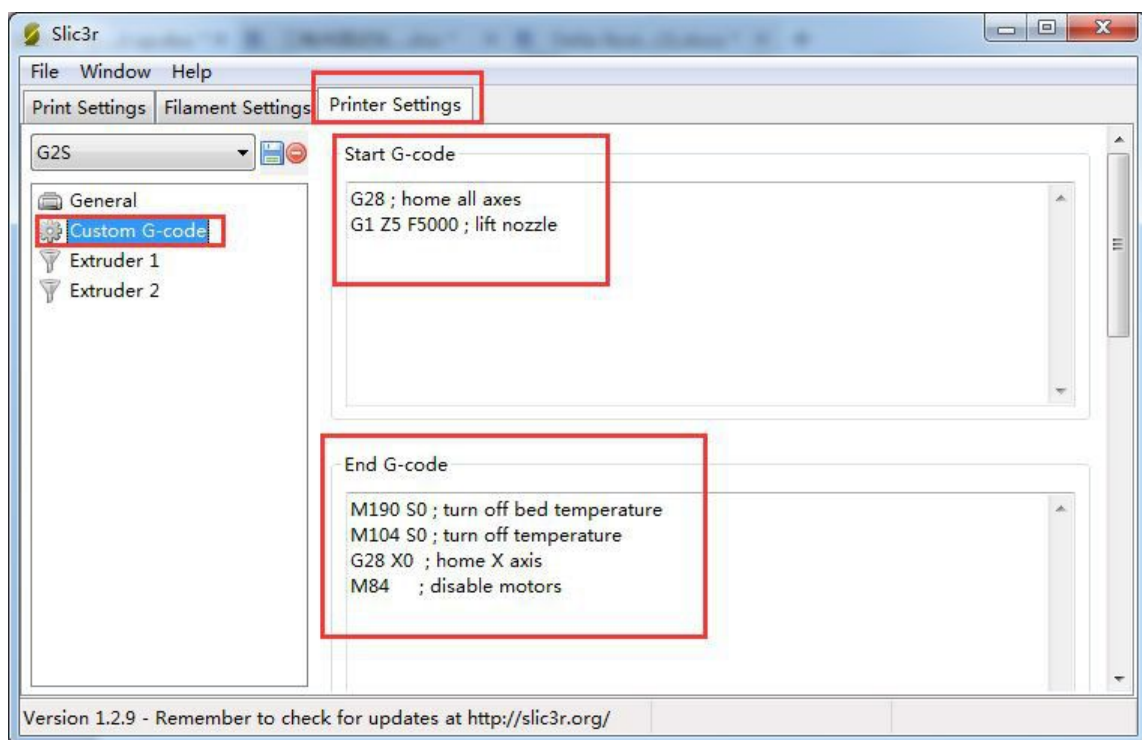 Slic3r
File Window Help
Print Settings Filament Settings Printer Settings
G2S
General
Custom G-code
Extruder 1
Extruder 2
Start G-code
G28 ; home all axes
G1 Z5 F5000 ; lift nozzle
End G-code
M190 S0 ; turn off bed temperature
M104 S0 ; turn off temperature
G28 X0  ; home X axis
M84    ; disable motors
Version 1.2.9 - Remember to check for updates at http://slic3r.org/